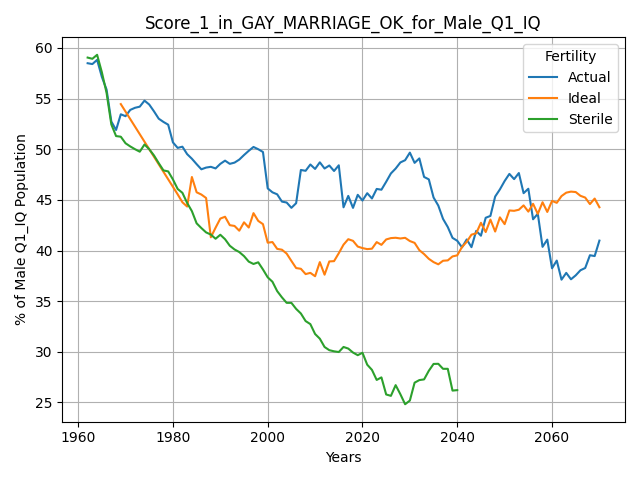 Score_1_in_GAY_MARRIAGE_OK_for_Male_Q1_IQ
% of Male Q1_IQ Population
60
55
50
45
40
35
30
25
Fertility
Actual
Ideal
Sterile
1960 1980 2000 2020 2040 2060
Years